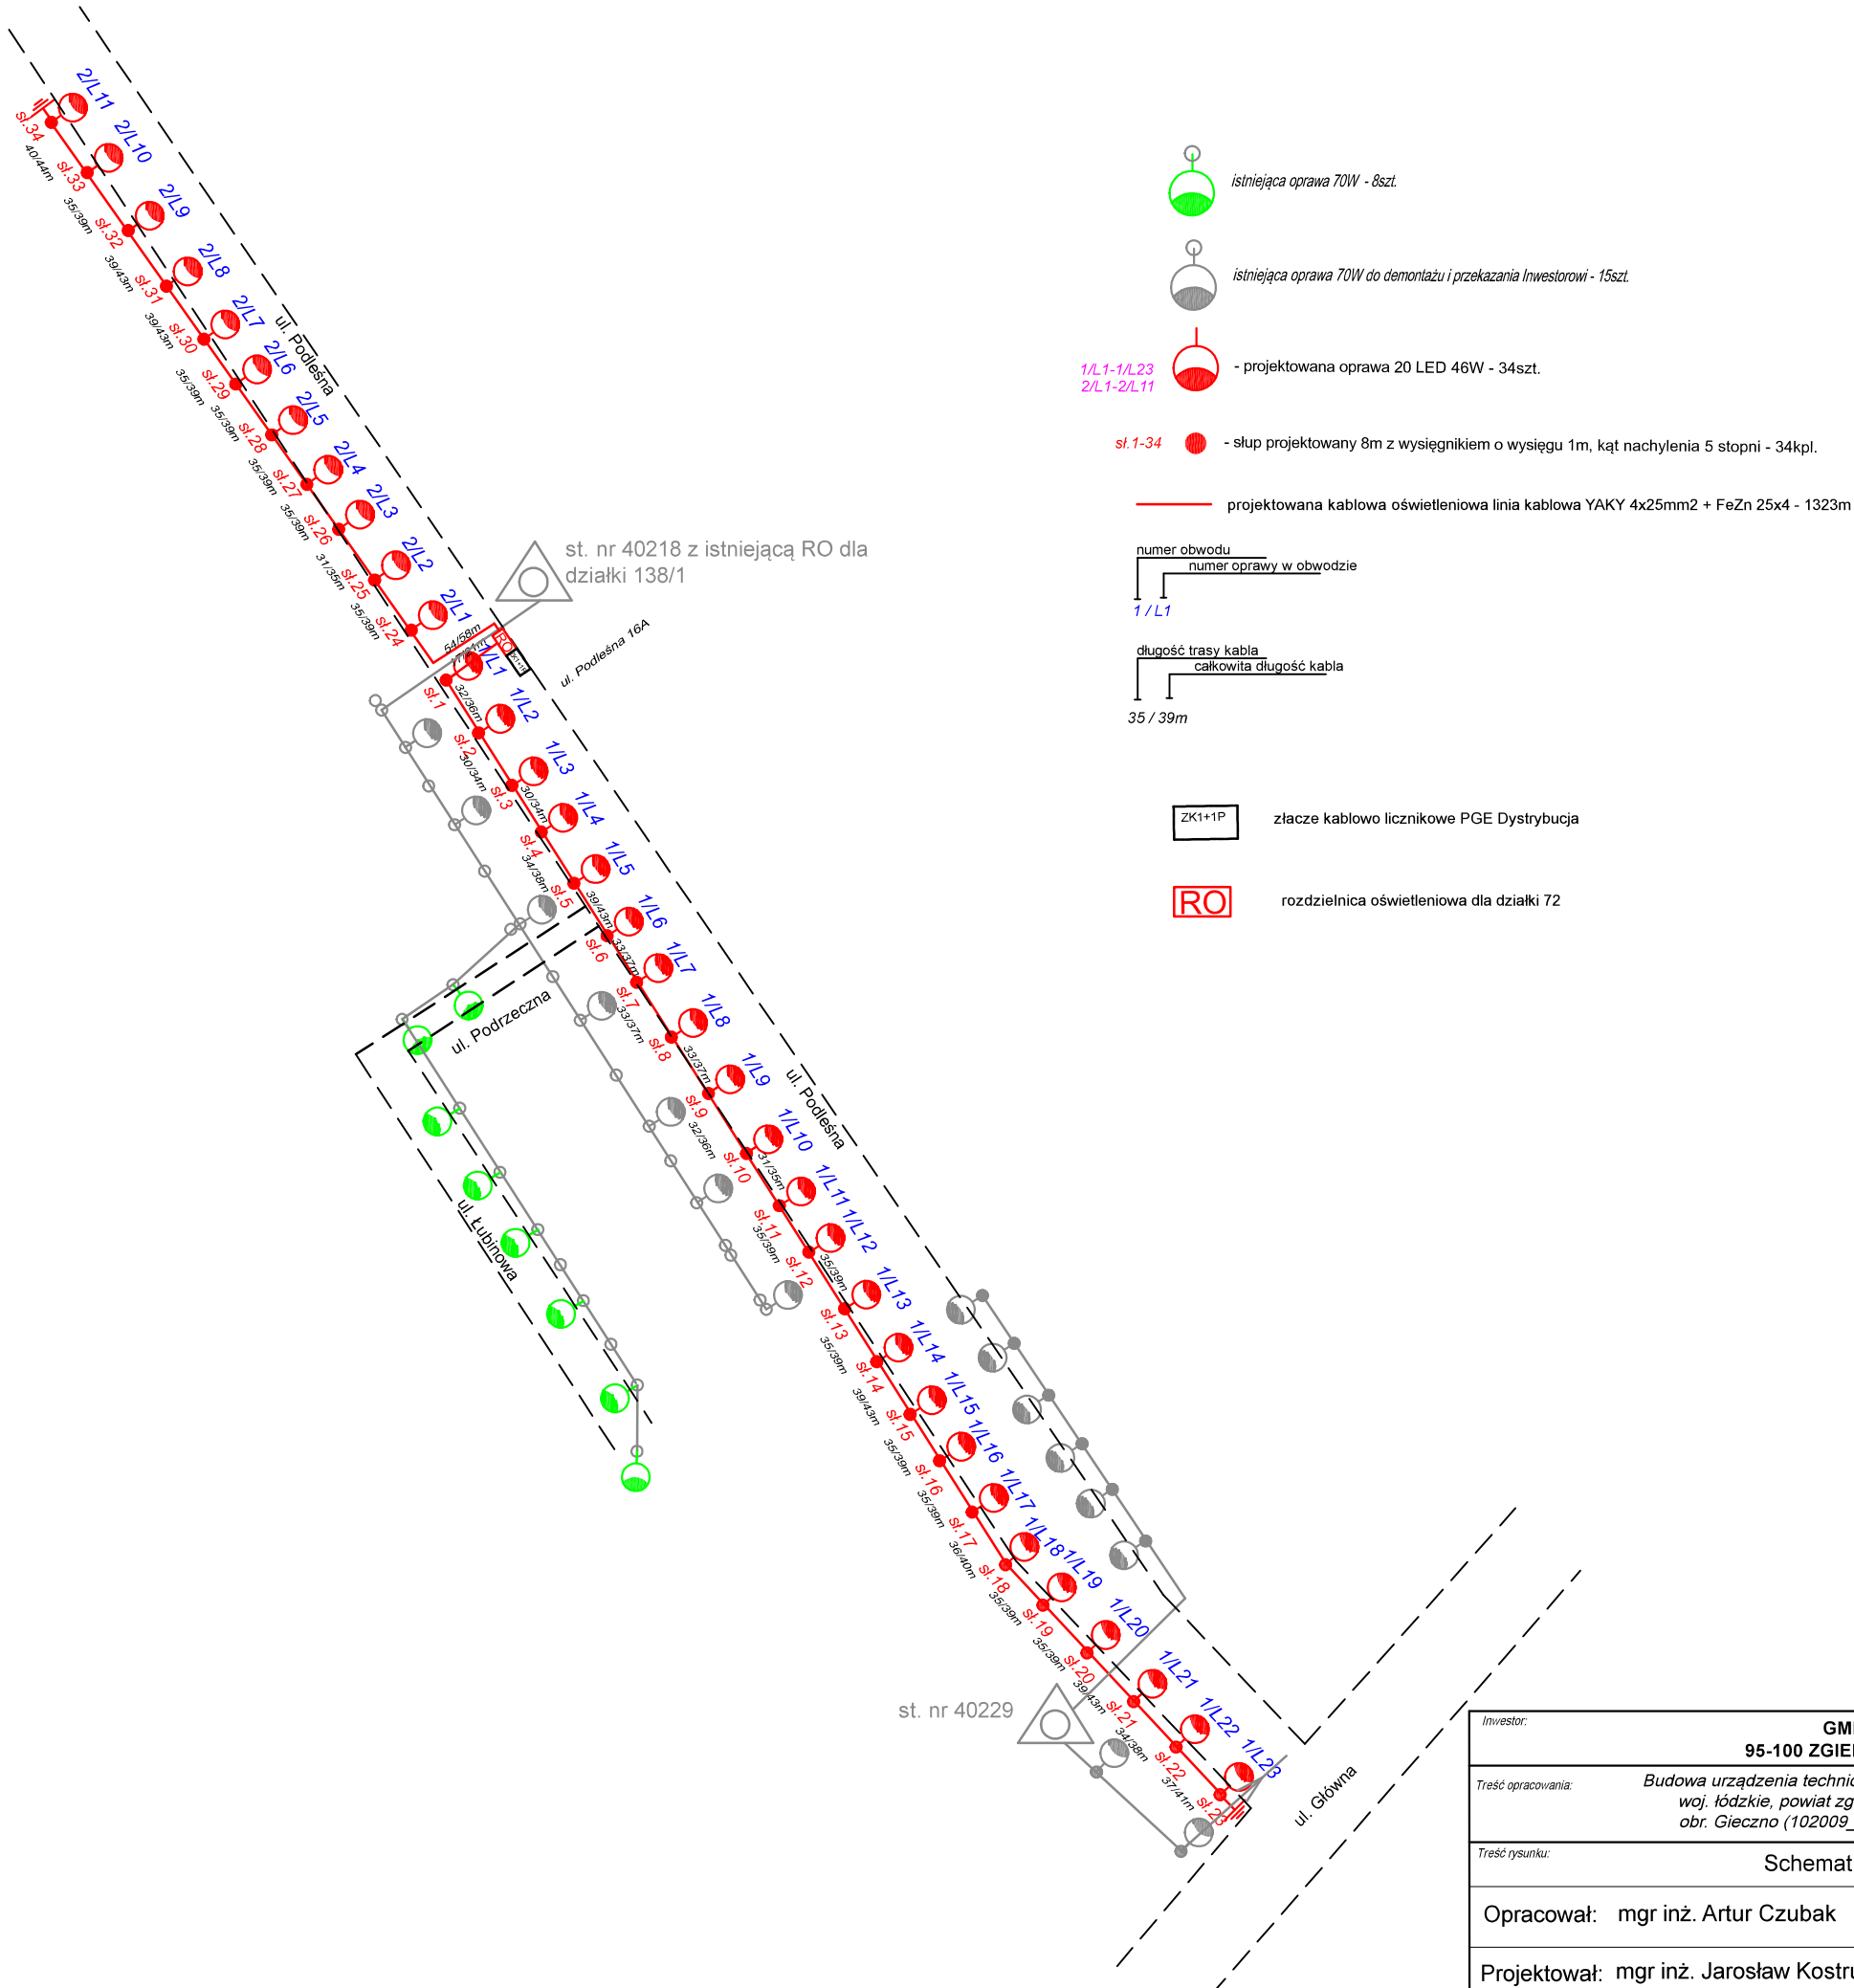 2/L11
sł.34
40/44m
2/L10
sł.33
35/39m
2/L9
sł.32
39/43m
2/L8
sł.31
39/43m
2/L7
sł.30
35/39m
ul. Podleśna
2/L6
sł.29
35/39m
2/L5
sł.28
35/39m
2/L4
sł.27
35/39m
2/L3
sł.26
31/35m
2/L2
sł.25
35/39m
2/L1
sł.24
54/58m
st. nr 40218 z istniejącą RO dla
działki 138/1
RO
ul. Podleśna 16A
1/L1
sł.1
32/36m
1/L2
sł.2
30/34m
1/L3
sł.3
30/34m
1/L4
sł.4
34/38m
1/L5
sł.5
39/43m
1/L6
sł.6
33/37m
1/L7
sł.7
33/37m
1/L8
sł.8
33/37m
1/L9
sł.9
32/36m
ul. Podleśna
1/L10
sł.10
31/35m
1/L11
sł.11
35/39m
1/L12
sł.12
35/39m
1/L13
sł.13
35/39m
1/L14
sł.14
39/43m
1/L15
sł.15
35/39m
1/L16
sł.16
35/39m
1/L17
sł.17
36/40m
1/L18
sł.18
35/39m
1/L19
sł.19
35/39m
1/L20
sł.20
39/43m
1/L21
sł.21
34/38m
1/L22
sł.22
37/41m
1/L23
sł.23
ul. Podrzeczna
ul. Łubinowa
st. nr 40229
ul. Główna
istniejąca oprawa 70W - 8szt.
istniejąca oprawa 70W do demontażu i przekazania Inwestorowi - 15szt.
1/L1-1/L23
2/L1-2/L11
- projektowana oprawa 20 LED 46W - 34szt.
sł.1-34
- słup projektowany 8m z wysięgnikiem o wysięgu 1m, kąt nachylenia 5 stopni - 34kpl.
projektowana kablowa oświetleniowa linia kablowa YAKY 4x25mm2 + FeZn 25x4 - 1323m
numer obwodu
numer oprawy w obwodzie
1 / L1
długość trasy kabla
całkowita długość kabla
35 / 39m
ZK1+1P
złacze kablowo licznikowe PGE Dystrybucja
RO
rozdzielnica oświetleniowa dla działki 72
Inwestor:
95-100
Treść opracowania:
Budowa urządzenia
woj. łódzkie, powiat
obr. Gieczno
Treść rysunku:
Schemat
Opracował: mgr inż. Artur Czubak
Projektował: mgr inż. Jarosław